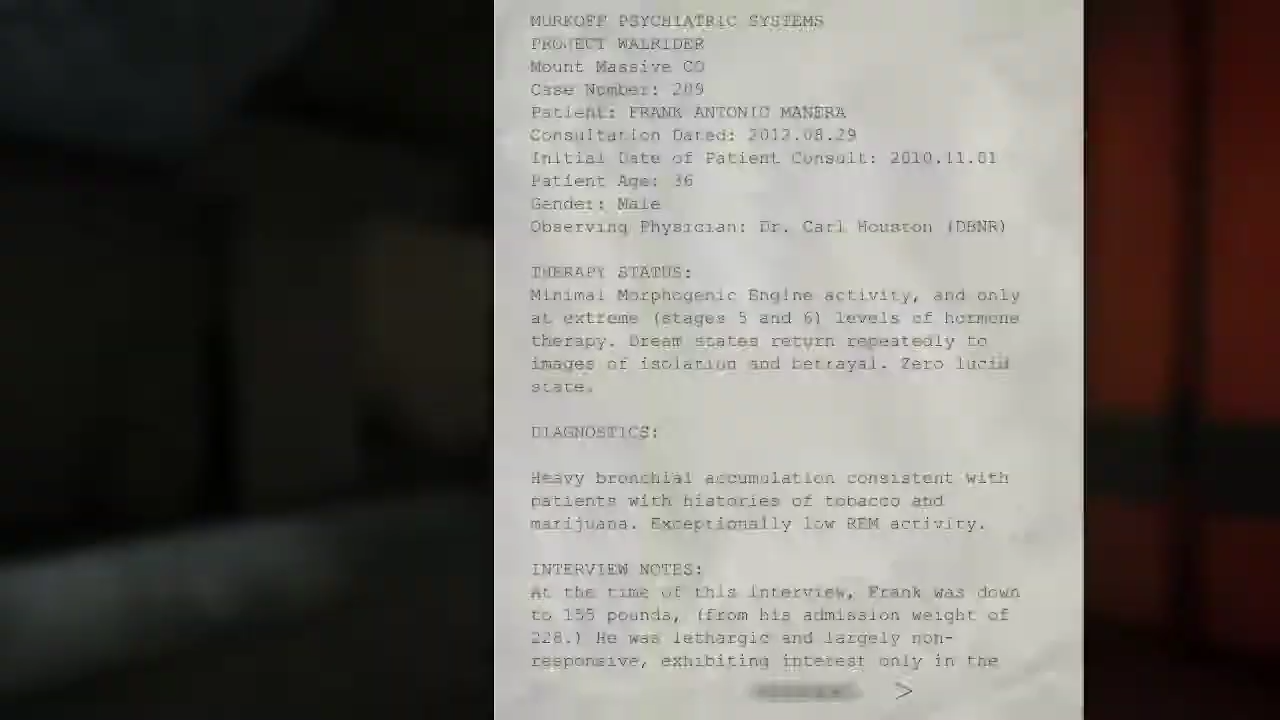 MURKOFF PSYCHIATRIC SYSTEMS
PROJECT WALRIDER
Mount Massive CO
Case Number: 209
Patient: FRANK ANTONIO MANERA
Consultation Dated: 2012.08.29
Initial Date of Patient Consult: 2010.11.01
Patient Age: 36
Gender: Male
Observing Physician: Dr. Carl Houston (DBNR)
THERAPY STATUS:
Minimal Morphogenic Engine activity, and only
at extreme (stages 5 and 6) levels of hormone
therapy. Dream states return repeatedly to
images of isolation and betrayal. Zero lucid
state.
DIAGNOSTICS:
Heavy bronchial accumulation consistent with
patients with histories of tobacco and
marijuana. Exceptionally low REM activity.
INTERVIEW NOTES:
At the time of this interview, Frank was down
to 155 pounds, (from his admission weight of
228.) He was lethargic and largely non-
responsive, exhibiting interest only in the
>